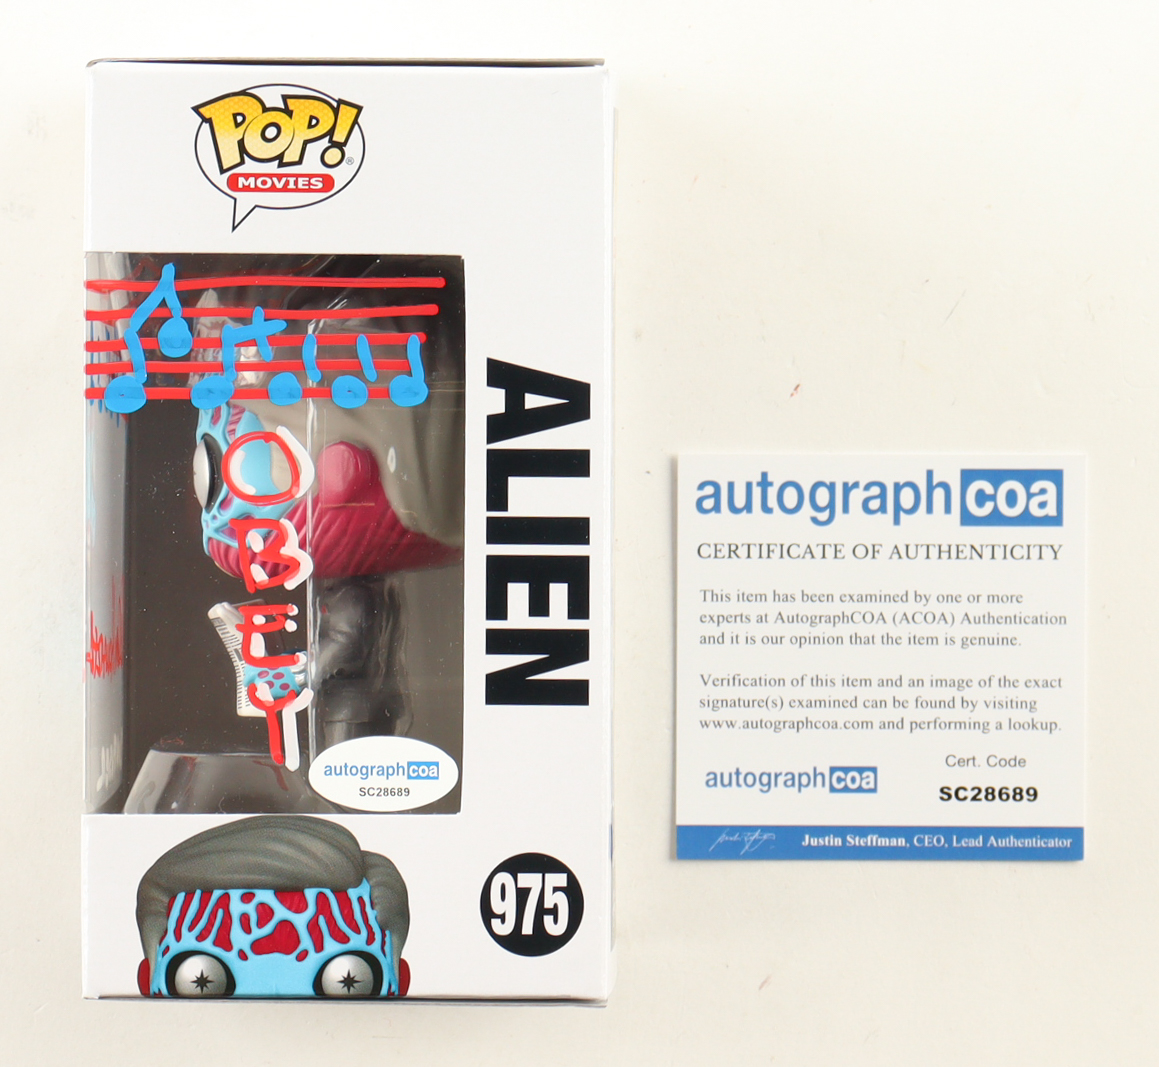 POP!
MOVIES
OBEY
ALIEN
autographcoa
SC28689
975
autographcoa
CERTIFICATE OF AUTHENTICITY
This item has been examined by one or more
experts at AutographCOA (ACOA) Authentication
and it is our opinion that the item is genuine.
Verification of this item and an image of the exact
signature(s) examined can be found by visiting
www.autographcoa.com and performing a lookup.
autographcoa
Cert. Code
SC28689
Justin Steffman, CEO, Lead Authenticator